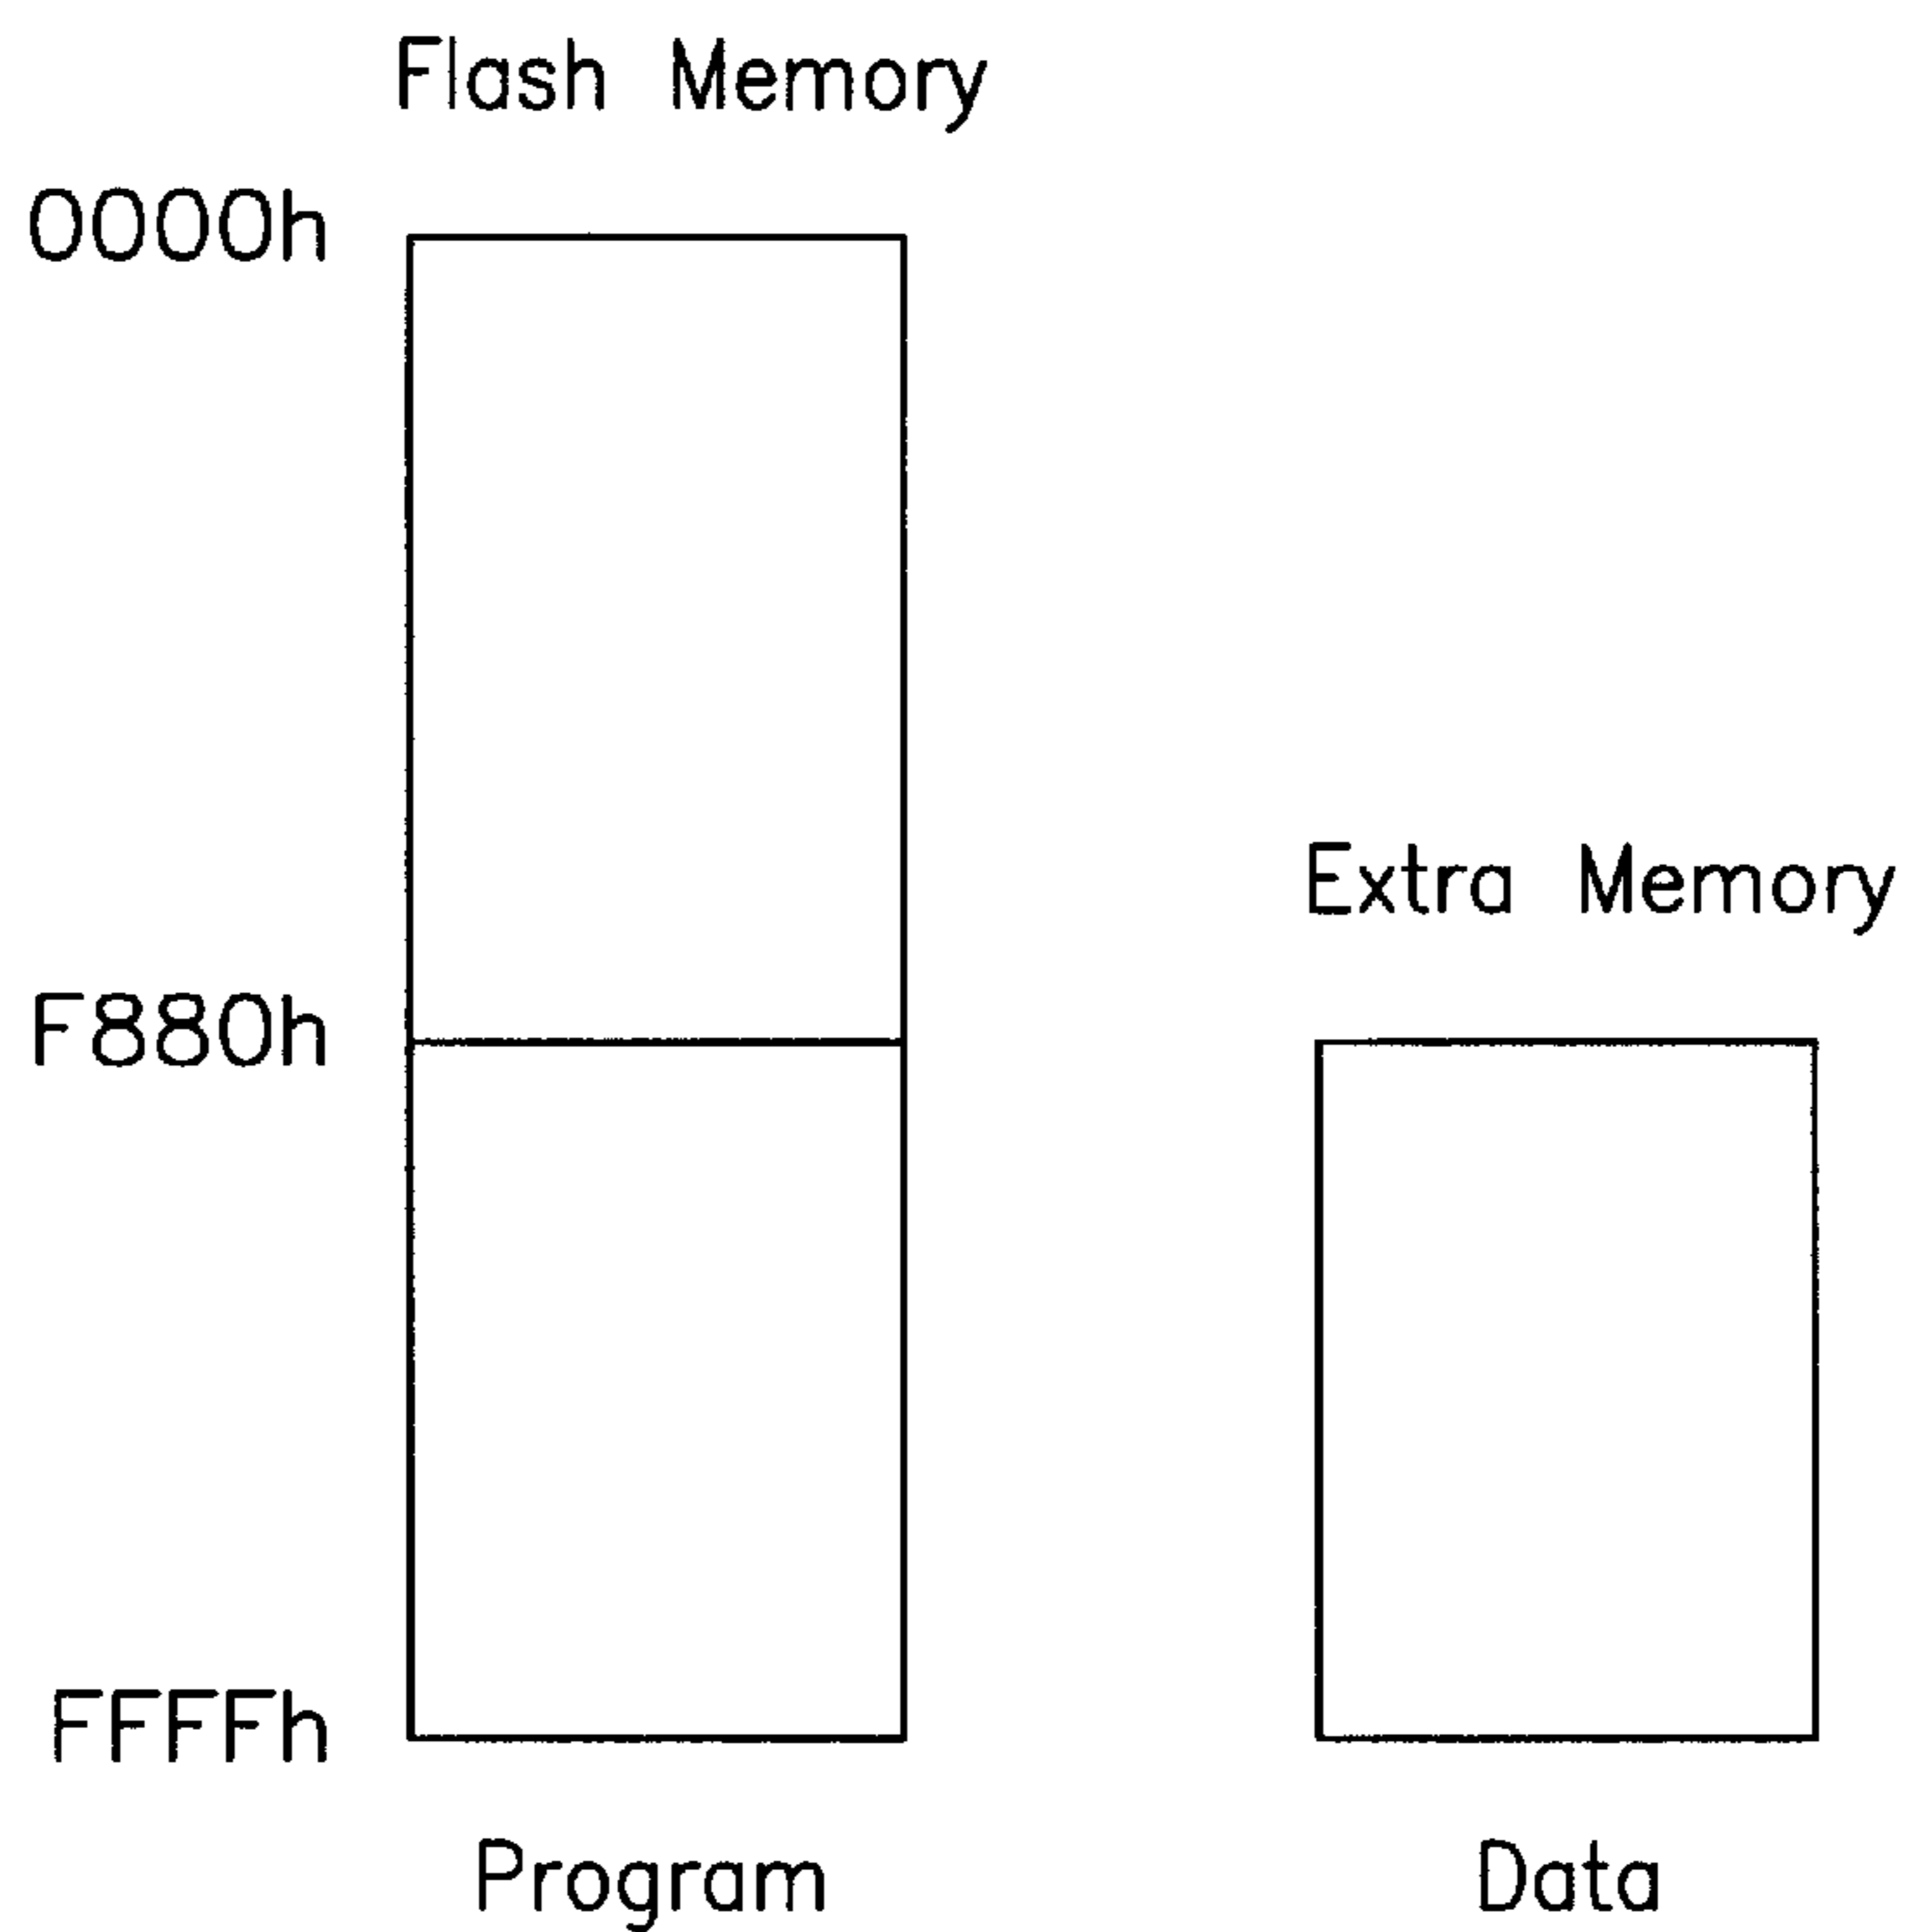 Flash Memory
0000h
Extra Memory
F880h
FFFFh
Program
Data